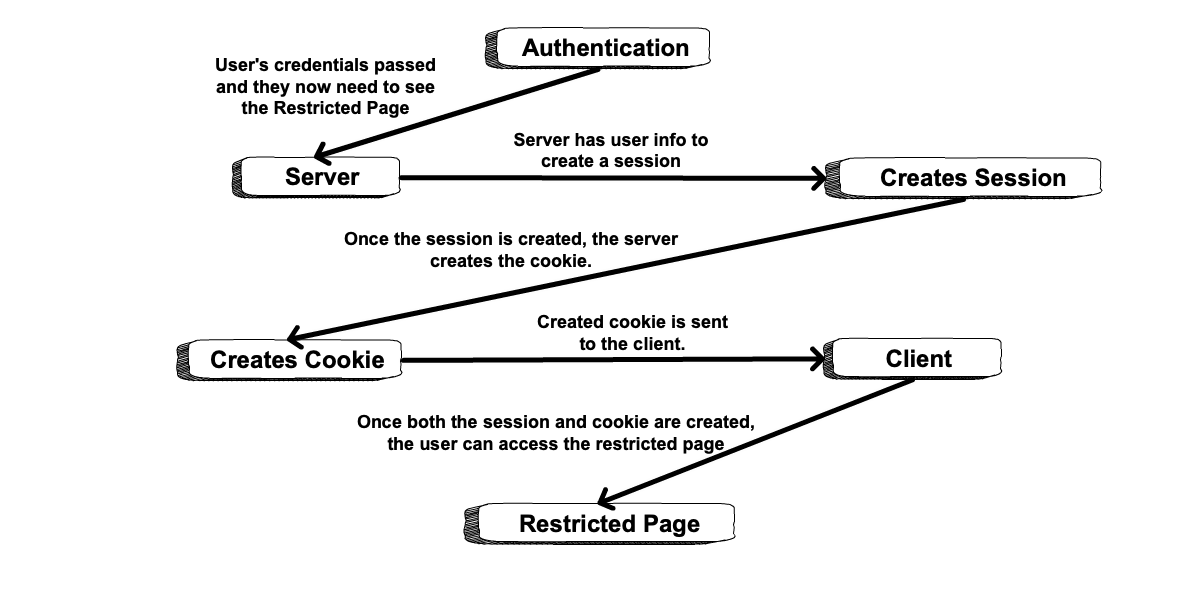 Authentication
User's credentials passed
and they now need to see
the Restricted Page
Server has user info to
create a session
Server
Creates Session
Once the session is created, the server
creates the cookie.
Created cookie is sent
to the client.
Creates Cookie
Client
Once both the session and cookie are created,
the user can access the restricted page
Restricted Page